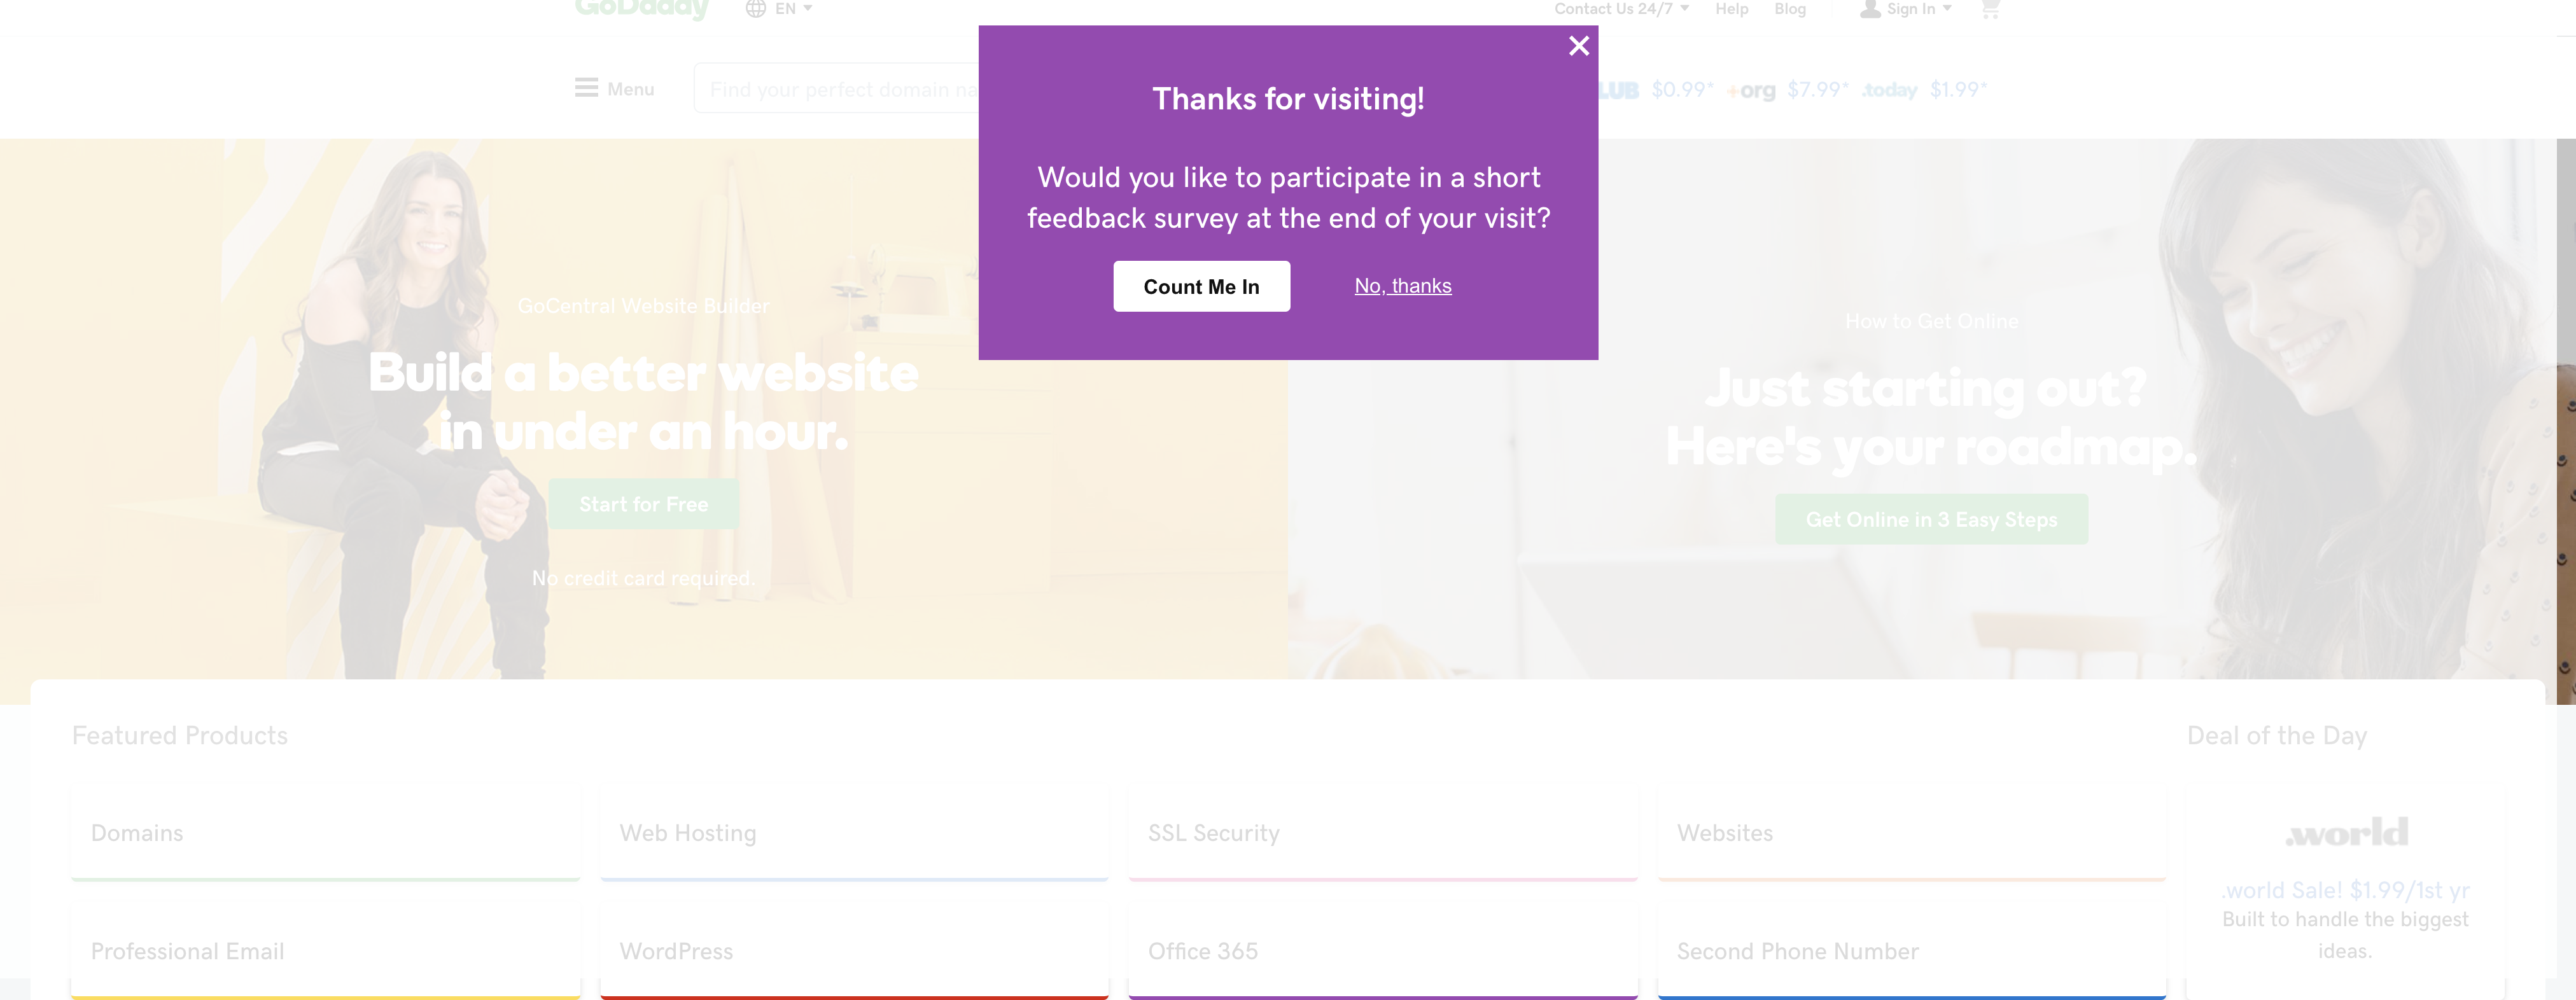 GoDaddy
EN
Contact Us 24/7
Help
Blog
Sign In
Menu
Find your perfect domain na
LUB $0.99* org $7.99* .today $1.99*
Thanks for visiting!
Would you like to participate in a short
feedback survey at the end of your visit?
Count Me In
No, thanks
GoCentral Website Builder
Build a better website
in under an hour.
Start for Free
No credit card required.
How to Get Online
Just starting out?
Here's your roadmap.
Get Online in 3 Easy Steps
Featured Products
Deal of the Day
Domains
Web Hosting
SSL Security
Websites
Professional Email
WordPress
Office 365
Second Phone Number
.world
.world Sale! $1.99/1st yr
Built to handle the biggest
ideas.